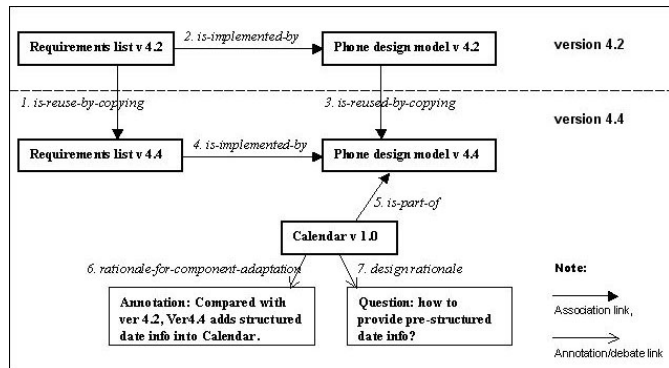 Requirements list v 4.2
2. is-implemented-by
Phone design model v 4.2
version 4.2
1. is-reuse-by-copying
3. is-reused-by-copying
version 4.4
Requirements list v 4.4
4. is-implemented-by
Phone design model v 4.4
5. is-part-of
Calendar v 1.0
6. rationale-for-component-adaptation
7. design rationale
Annotation: Compared with
ver 4.2, Ver4.4 adds structured
date info into Calendar.
Question: how to
provide pre-structured
date info?
Note:
Association link,
Annotation/debate link